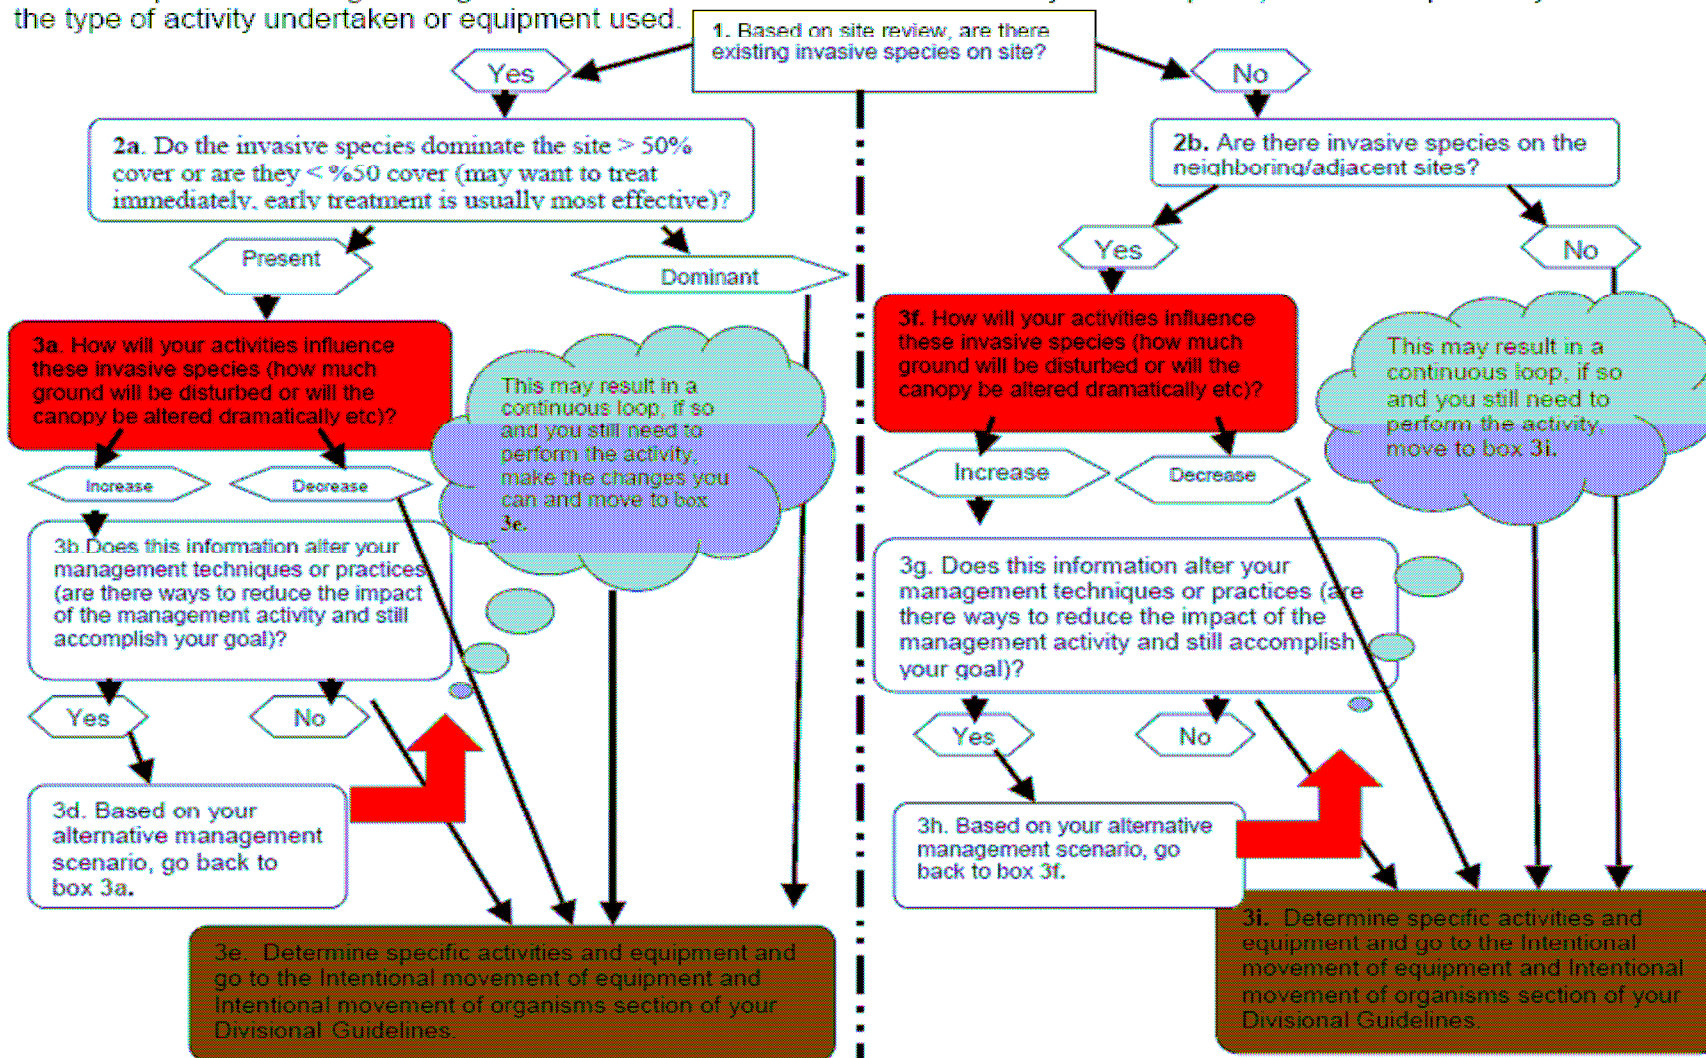 the type of activity undertaken or equipment used.
1. Based on site review, are there
existing invasive species on site?
Yes
No
2a. Do the invasive species dominate the site > 50%
cover or are they < %50 cover (may want to treat
immediately, early treatment is usually most effective)?
2b. Are there invasive species on the
neighboring/adjacent sites?
Present
Dominant
Yes
No
3a. How will your activities influence
these invasive species (how much
ground will be disturbed or will the
canopy be altered dramatically etc)?
This may result in a
continuous loop, if so
and you still need to
perform the activity,
make the changes you
can and move to box
3e.
3f. How will your activities influence
these invasive species (how much
ground will be disturbed or will the
canopy be altered dramatically etc)?
This may result in a
continuous loop, if so
and you still need to
perform the activity,
move to box 3i.
Increase
Decrease
Increase
Decrease
3b Does this information alter your
management techniques or practices
(are there ways to reduce the impact
of the management activity and still
accomplish your goal)?
3g. Does this information alter your
management techniques or practices (are
there ways to reduce the impact of the
management activity and still accomplish
your goal)?
Yes
No
Yes
No
3d. Based on your
alternative management
scenario, go back to
box 3a.
3h. Based on your alternative
management scenario, go
back to box 3f.
3e. Determine specific activities and equipment and
go to the Intentional movement of equipment and
Intentional movement of organisms section of your
Divisional Guidelines.
3i. Determine specific activities and
equipment and go to the Intentional
movement of equipment and Intentional
movement of organisms section of your
Divisional Guidelines.